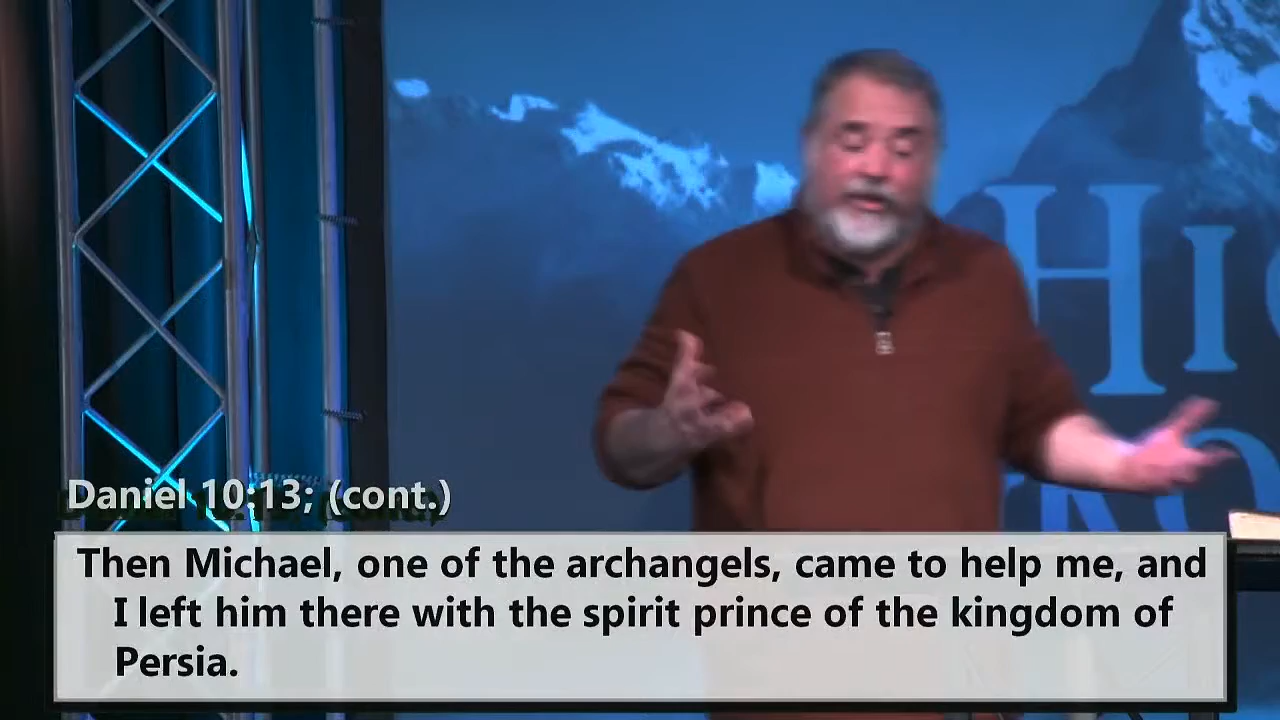 Hi
Daniel 10:13; (cont.)
Then Michael, one of the archangels, came to help me, and
I left him there with the spirit prince of the kingdom of
Persia.